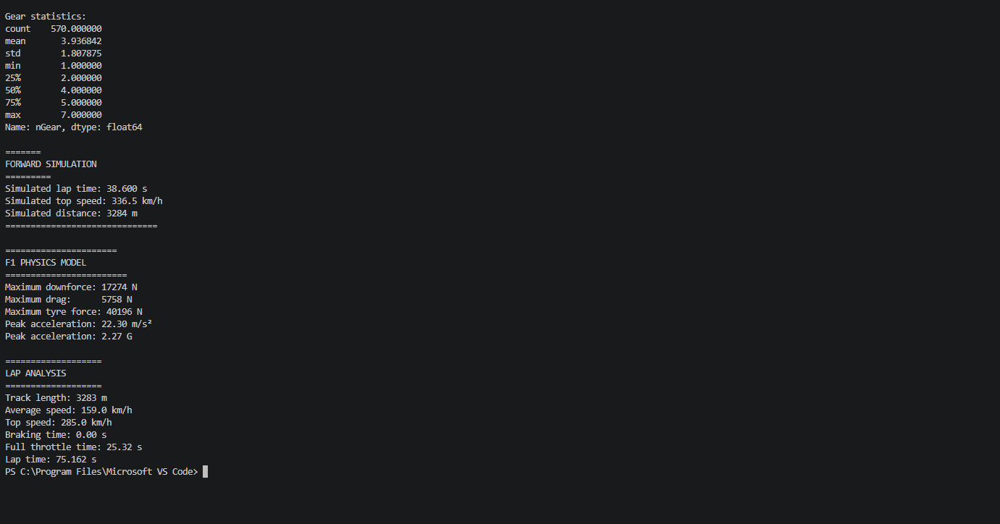 Gear statistics:
count    570.000000
mean       3.936842
std        1.807875
min        1.000000
25%        2.000000
50%        4.000000
75%        5.000000
max        7.000000
Name: nGear, dtype: float64
=======
FORWARD SIMULATION
=========
Simulated lap time: 38.600 s
Simulated top speed: 336.5 km/h
Simulated distance: 3284 m
==============================
======================
F1 PHYSICS MODEL
========================
Maximum downforce: 17274 N
Maximum drag:      5758 N
Maximum tyre force: 40196 N
Peak acceleration: 22.30 m/s²
Peak acceleration: 2.27 G
===================
LAP ANALYSIS
===================
Track length: 3283 m
Average speed: 159.0 km/h
Top speed: 285.0 km/h
Braking time: 0.00 s
Full throttle time: 25.32 s
Lap time: 75.162 s
PS C:\Program Files\Microsoft VS Code>